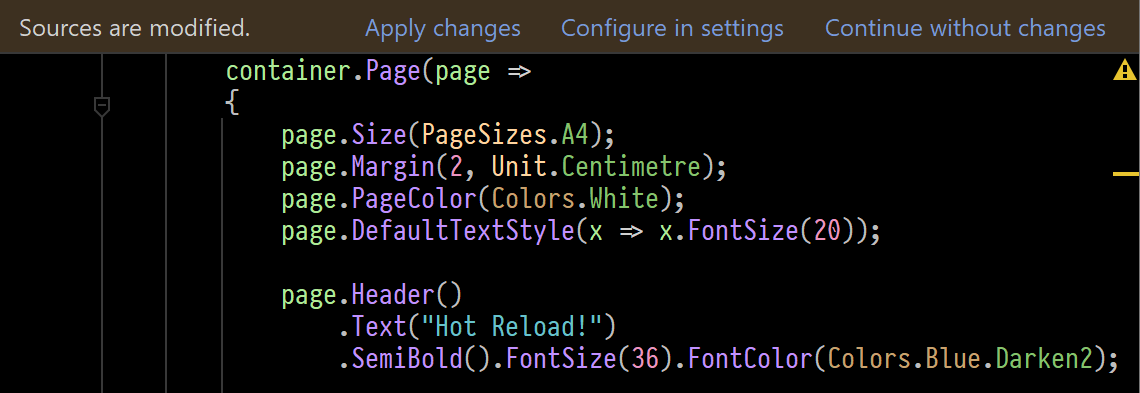 Sources are modified. Apply changes Configure in settings Continue without changes
container.Page(page =>
{
page.Size(PageSizes.A4);
page.Margin(2, Unit.Centimetre);
page.PageColor(Colors.White);
page.DefaultTextStyle(x => x.FontSize(20));
page.Header()
.Text("Hot Reload!")
.SemiBold().FontSize(36).FontColor(Colors.Blue.Darken2);